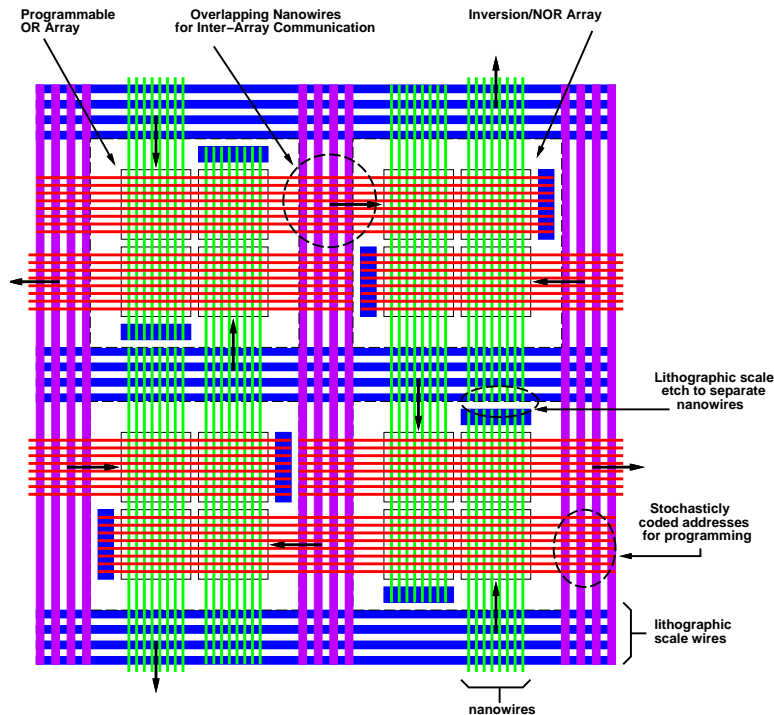 Programmable
OR Array
Overlapping Nanowires
for Inter−Array Communication
Inversion/NOR Array
Lithographic scale
etch to separate
nanowires
Stochasticly
coded addresses
for programming
lithographic
scale wires
nanowires